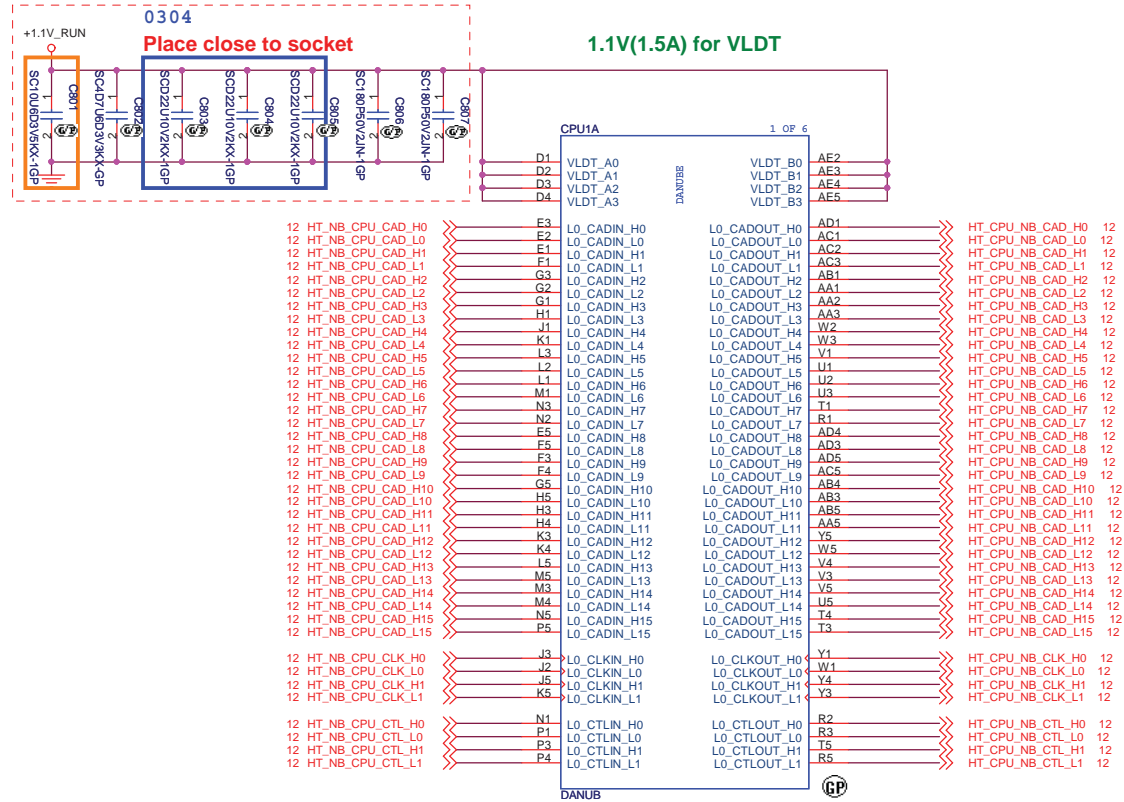 0304
+1.1V_RUN
Place close to socket
1.1V(1.5A) for VLDT
SC10U6D3V5KX-1GP
1
2
C801
G/P
SC4D7U6D3V3KX-GP
1
2
C802
G/P
SCD22U10V2KX-1GP
1
2
C803
G/P
SCD22U10V2KX-1GP
1
2
C804
G/P
SCD22U10V2KX-1GP
1
2
C805
G/P
SC180P50V2JN-1GP
1
2
C806
G/P
SC180P50V2JN-1GP
1
2
C807
G/P
CPU1A 1 OF 6
DANUBE
D1 VLDT_A0 VLDT_B0 AE2
D2 VLDT_A1 VLDT_B1 AE3
D3 VLDT_A2 VLDT_B2 AE4
D4 VLDT_A3 VLDT_B3 AE5
12 HT_NB_CPU_CAD_H0 E3 L0_CADIN_H0 L0_CADOUT_H0 AD1 HT_CPU_NB_CAD_H0 12
12 HT_NB_CPU_CAD_L0 E2 L0_CADIN_L0 L0_CADOUT_L0 AC1 HT_CPU_NB_CAD_L0 12
12 HT_NB_CPU_CAD_H1 E1 L0_CADIN_H1 L0_CADOUT_H1 AC2 HT_CPU_NB_CAD_H1 12
12 HT_NB_CPU_CAD_L1 F1 L0_CADIN_L1 L0_CADOUT_L1 AC3 HT_CPU_NB_CAD_L1 12
12 HT_NB_CPU_CAD_H2 G3 L0_CADIN_H2 L0_CADOUT_H2 AB1 HT_CPU_NB_CAD_H2 12
12 HT_NB_CPU_CAD_L2 G2 L0_CADIN_L2 L0_CADOUT_L2 AA1 HT_CPU_NB_CAD_L2 12
12 HT_NB_CPU_CAD_H3 G1 L0_CADIN_H3 L0_CADOUT_H3 AA2 HT_CPU_NB_CAD_H3 12
12 HT_NB_CPU_CAD_L3 H1 L0_CADIN_L3 L0_CADOUT_L3 AA3 HT_CPU_NB_CAD_L3 12
12 HT_NB_CPU_CAD_H4 J1 L0_CADIN_H4 L0_CADOUT_H4 W2 HT_CPU_NB_CAD_H4 12
12 HT_NB_CPU_CAD_L4 K1 L0_CADIN_L4 L0_CADOUT_L4 W3 HT_CPU_NB_CAD_L4 12
12 HT_NB_CPU_CAD_H5 L3 L0_CADIN_H5 L0_CADOUT_H5 V1 HT_CPU_NB_CAD_H5 12
12 HT_NB_CPU_CAD_L5 L2 L0_CADIN_L5 L0_CADOUT_L5 U1 HT_CPU_NB_CAD_L5 12
12 HT_NB_CPU_CAD_H6 L1 L0_CADIN_H6 L0_CADOUT_H6 U2 HT_CPU_NB_CAD_H6 12
12 HT_NB_CPU_CAD_L6 M1 L0_CADIN_L6 L0_CADOUT_L6 U3 HT_CPU_NB_CAD_L6 12
12 HT_NB_CPU_CAD_H7 N3 L0_CADIN_H7 L0_CADOUT_H7 T1 HT_CPU_NB_CAD_H7 12
12 HT_NB_CPU_CAD_L7 N2 L0_CADIN_L7 L0_CADOUT_L7 R1 HT_CPU_NB_CAD_L7 12
12 HT_NB_CPU_CAD_H8 E5 L0_CADIN_H8 L0_CADOUT_H8 AD4 HT_CPU_NB_CAD_H8 12
12 HT_NB_CPU_CAD_L8 F5 L0_CADIN_L8 L0_CADOUT_L8 AD3 HT_CPU_NB_CAD_L8 12
12 HT_NB_CPU_CAD_H9 F3 L0_CADIN_H9 L0_CADOUT_H9 AD5 HT_CPU_NB_CAD_H9 12
12 HT_NB_CPU_CAD_L9 F4 L0_CADIN_L9 L0_CADOUT_L9 AC5 HT_CPU_NB_CAD_L9 12
12 HT_NB_CPU_CAD_H10 G5 L0_CADIN_H10 L0_CADOUT_H10 AB4 HT_CPU_NB_CAD_H10 12
12 HT_NB_CPU_CAD_L10 H5 L0_CADIN_L10 L0_CADOUT_L10 AB3 HT_CPU_NB_CAD_L10 12
12 HT_NB_CPU_CAD_H11 H3 L0_CADIN_H11 L0_CADOUT_H11 AB5 HT_CPU_NB_CAD_H11 12
12 HT_NB_CPU_CAD_L11 H4 L0_CADIN_L11 L0_CADOUT_L11 AA5 HT_CPU_NB_CAD_L11 12
12 HT_NB_CPU_CAD_H12 K3 L0_CADIN_H12 L0_CADOUT_H12 Y5 HT_CPU_NB_CAD_H12 12
12 HT_NB_CPU_CAD_L12 K4 L0_CADIN_L12 L0_CADOUT_L12 W5 HT_CPU_NB_CAD_L12 12
12 HT_NB_CPU_CAD_H13 L5 L0_CADIN_H13 L0_CADOUT_H13 V4 HT_CPU_NB_CAD_H13 12
12 HT_NB_CPU_CAD_L13 M5 L0_CADIN_L13 L0_CADOUT_L13 V3 HT_CPU_NB_CAD_L13 12
12 HT_NB_CPU_CAD_H14 M3 L0_CADIN_H14 L0_CADOUT_H14 V5 HT_CPU_NB_CAD_H14 12
12 HT_NB_CPU_CAD_L14 M4 L0_CADIN_L14 L0_CADOUT_L14 U5 HT_CPU_NB_CAD_L14 12
12 HT_NB_CPU_CAD_H15 N5 L0_CADIN_H15 L0_CADOUT_H15 T4 HT_CPU_NB_CAD_H15 12
12 HT_NB_CPU_CAD_L15 P5 L0_CADIN_L15 L0_CADOUT_L15 T3 HT_CPU_NB_CAD_L15 12
12 HT_NB_CPU_CLK_H0 J3 L0_CLKIN_H0 L0_CLKOUT_H0 Y1 HT_CPU_NB_CLK_H0 12
12 HT_NB_CPU_CLK_L0 J2 L0_CLKIN_L0 L0_CLKOUT_L0 W1 HT_CPU_NB_CLK_L0 12
12 HT_NB_CPU_CLK_H1 J5 L0_CLKIN_H1 L0_CLKOUT_H1 Y4 HT_CPU_NB_CLK_H1 12
12 HT_NB_CPU_CLK_L1 K5 L0_CLKIN_L1 L0_CLKOUT_L1 Y3 HT_CPU_NB_CLK_L1 12
12 HT_NB_CPU_CTL_H0 N1 L0_CTLIN_H0 L0_CTLOUT_H0 R2 HT_CPU_NB_CTL_H0 12
12 HT_NB_CPU_CTL_L0 P1 L0_CTLIN_L0 L0_CTLOUT_L0 R3 HT_CPU_NB_CTL_L0 12
12 HT_NB_CPU_CTL_H1 P3 L0_CTLIN_H1 L0_CTLOUT_H1 T5 HT_CPU_NB_CTL_H1 12
12 HT_NB_CPU_CTL_L1 P4 L0_CTLIN_L1 L0_CTLOUT_L1 R5 HT_CPU_NB_CTL_L1 12
GP
DANUB